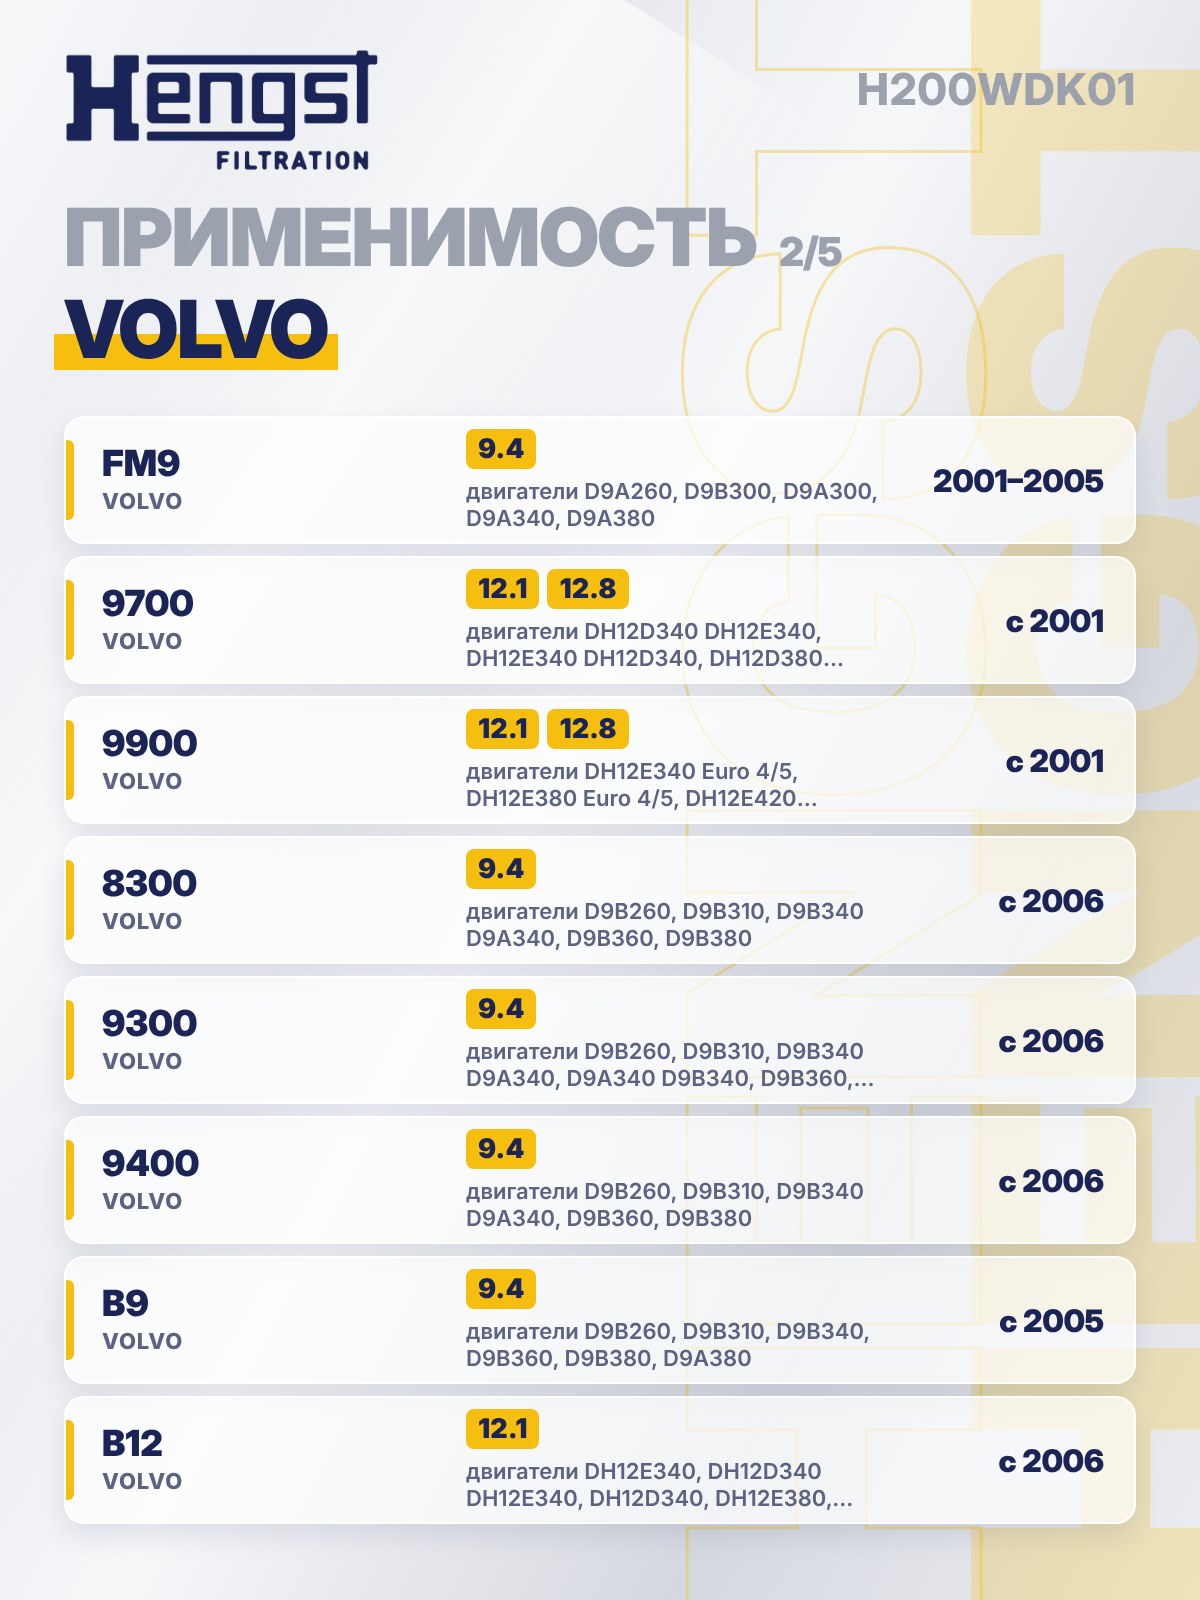 Hengst
FILTRATION
H200WDK01
ПРИМЕНИМОСТЬ 2/5
VOLVO
FM9
VOLVO
9.4
двигатели D9A260, D9B300, D9A300,
D9A340, D9A380
2001–2005
9700
VOLVO
12.1 12.8
двигатели DH12D340 DH12E340,
DH12E340 DH12D340, DH12D380...
с 2001
9900
VOLVO
12.1 12.8
двигатели DH12E340 Euro 4/5,
DH12E380 Euro 4/5, DH12E420...
с 2001
8300
VOLVO
9.4
двигатели D9B260, D9B310, D9B340
D9A340, D9B360, D9B380
с 2006
9300
VOLVO
9.4
двигатели D9B260, D9B310, D9B340
D9A340, D9A340 D9B340, D9B360,...
с 2006
9400
VOLVO
9.4
двигатели D9B260, D9B310, D9B340
D9A340, D9B360, D9B380
с 2006
B9
VOLVO
9.4
двигатели D9B260, D9B310, D9B340,
D9B360, D9B380, D9A380
с 2005
B12
VOLVO
12.1
двигатели DH12E340, DH12D340
DH12E340, DH12D340, DH12E380,...
с 2006
HENGST
HENGST